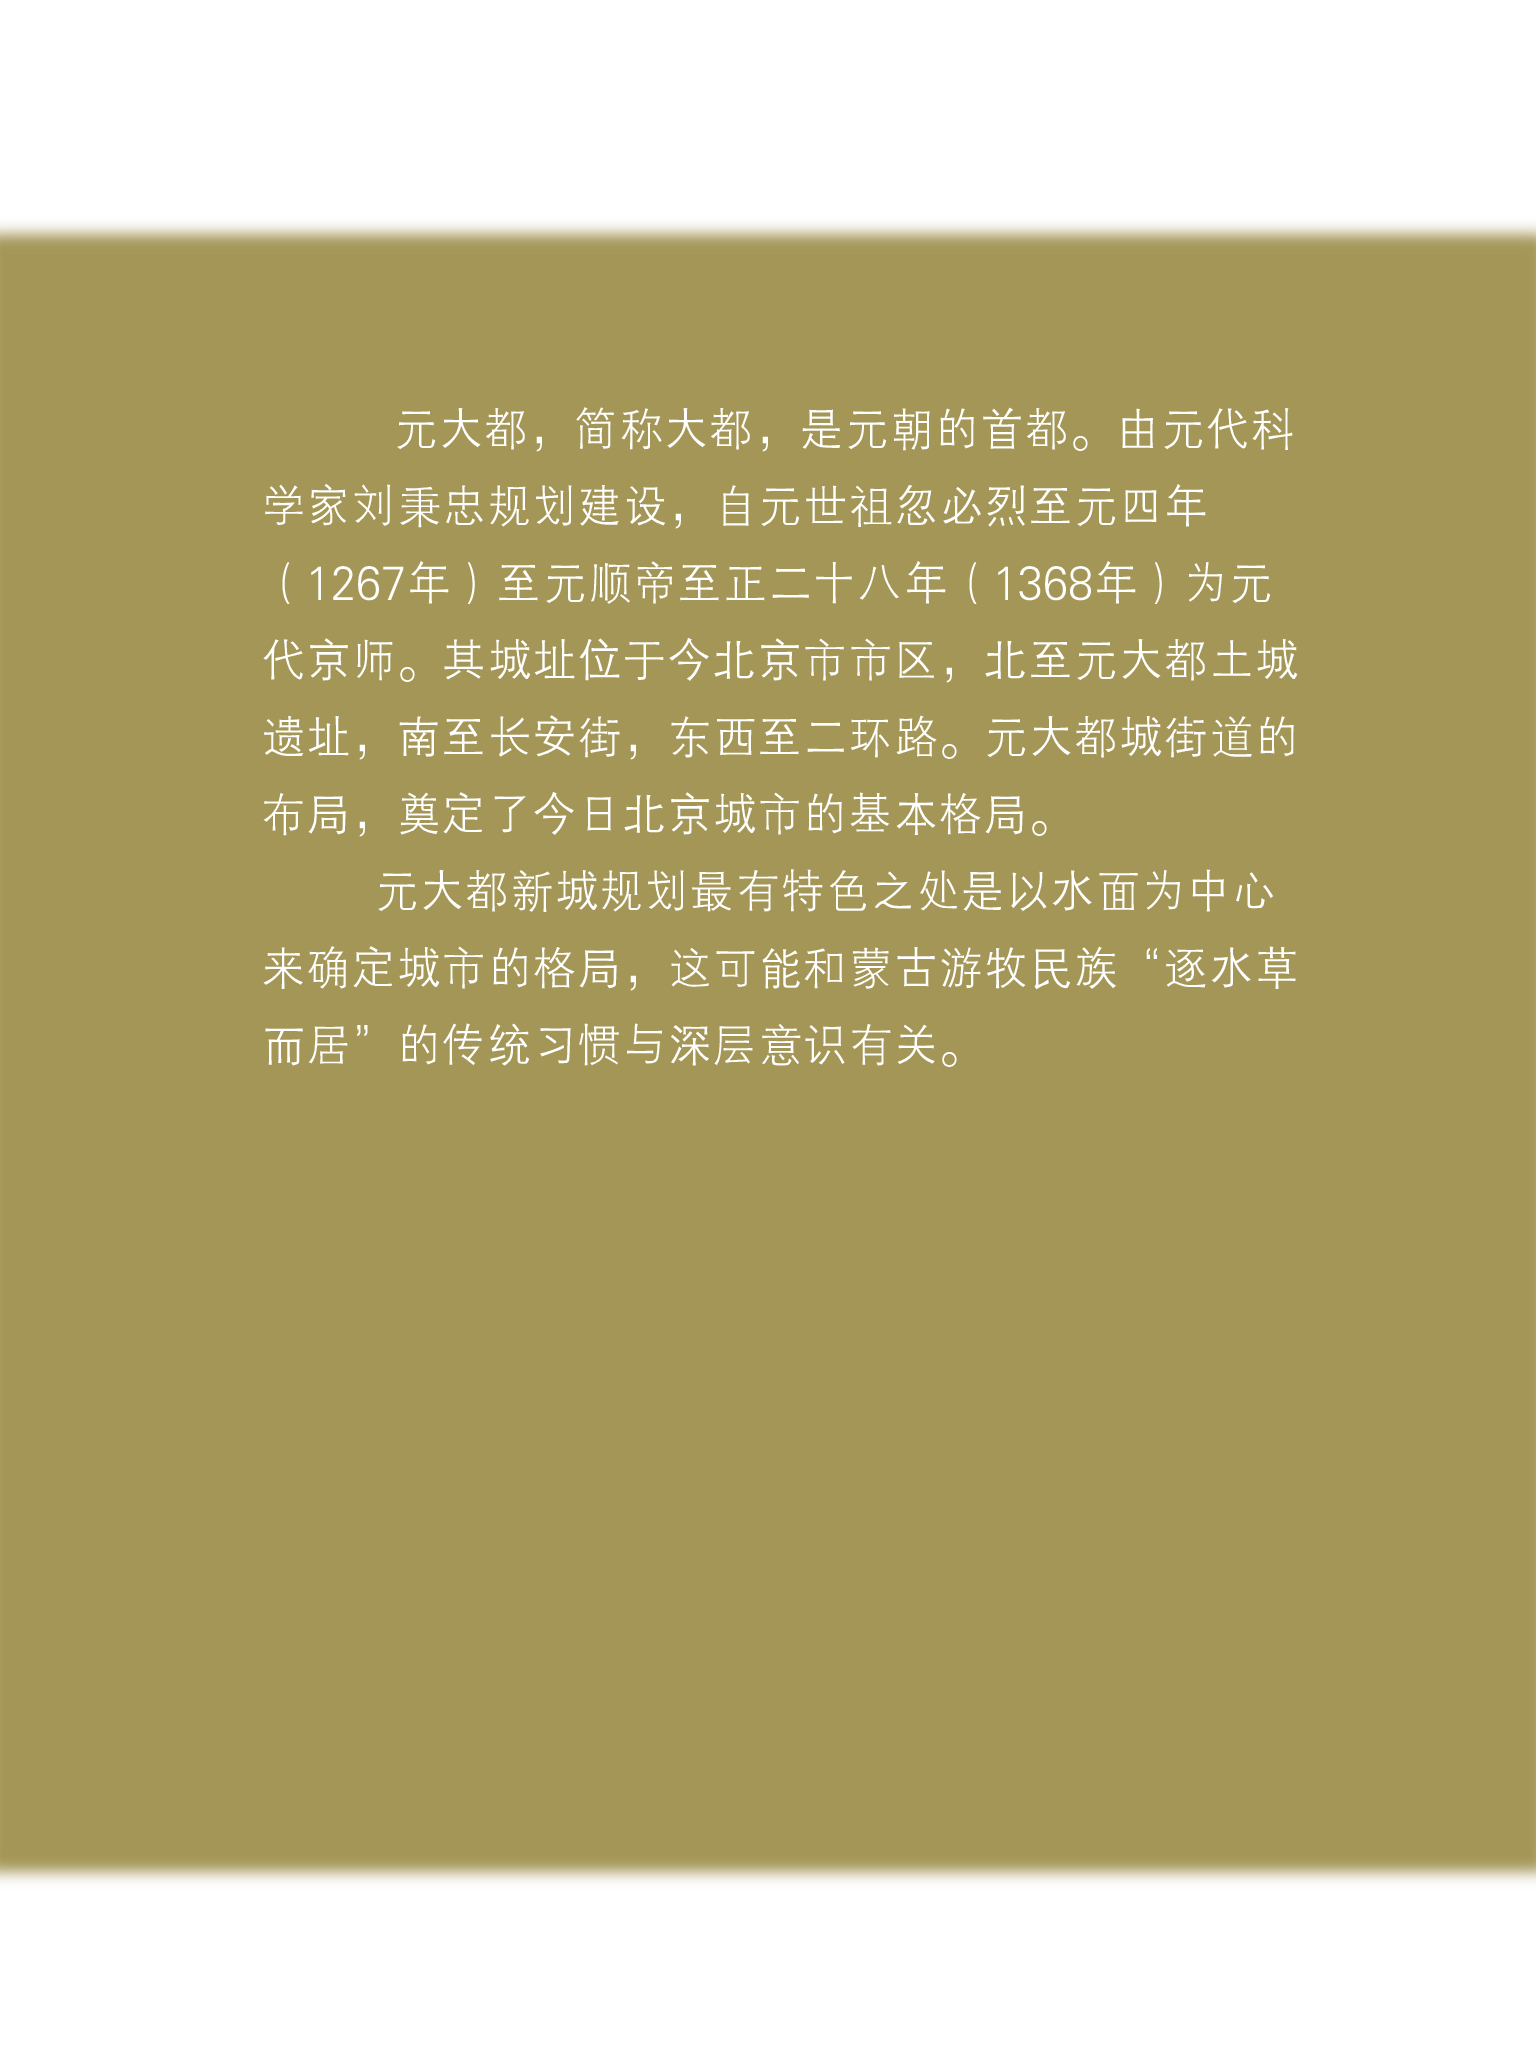 元大都，简称大都，是元朝的首都。由元代科
学家刘秉忠规划建设，自元世祖忽必烈至元四年
（1267年）至元顺帝至正二十八年（1368年）为元
代京师。其城址位于今北京市市区，北至元大都土城
遗址，南至长安街，东西至二环路。元大都城街道的
布局，奠定了今日北京城市的基本格局。
元大都新城规划最有特色之处是以水面为中心
来确定城市的格局，这可能和蒙古游牧民族“逐水草
而居”的传统习惯与深层意识有关。